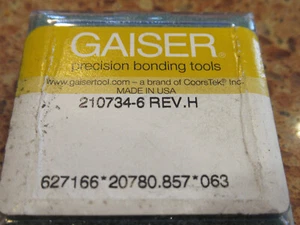 GAISER®
precision bonding tools
www.gaisertool.com – a brand of CoorsTek® Inc.
MADE IN USA
210734-6 REV.H
627166*20780.857*063